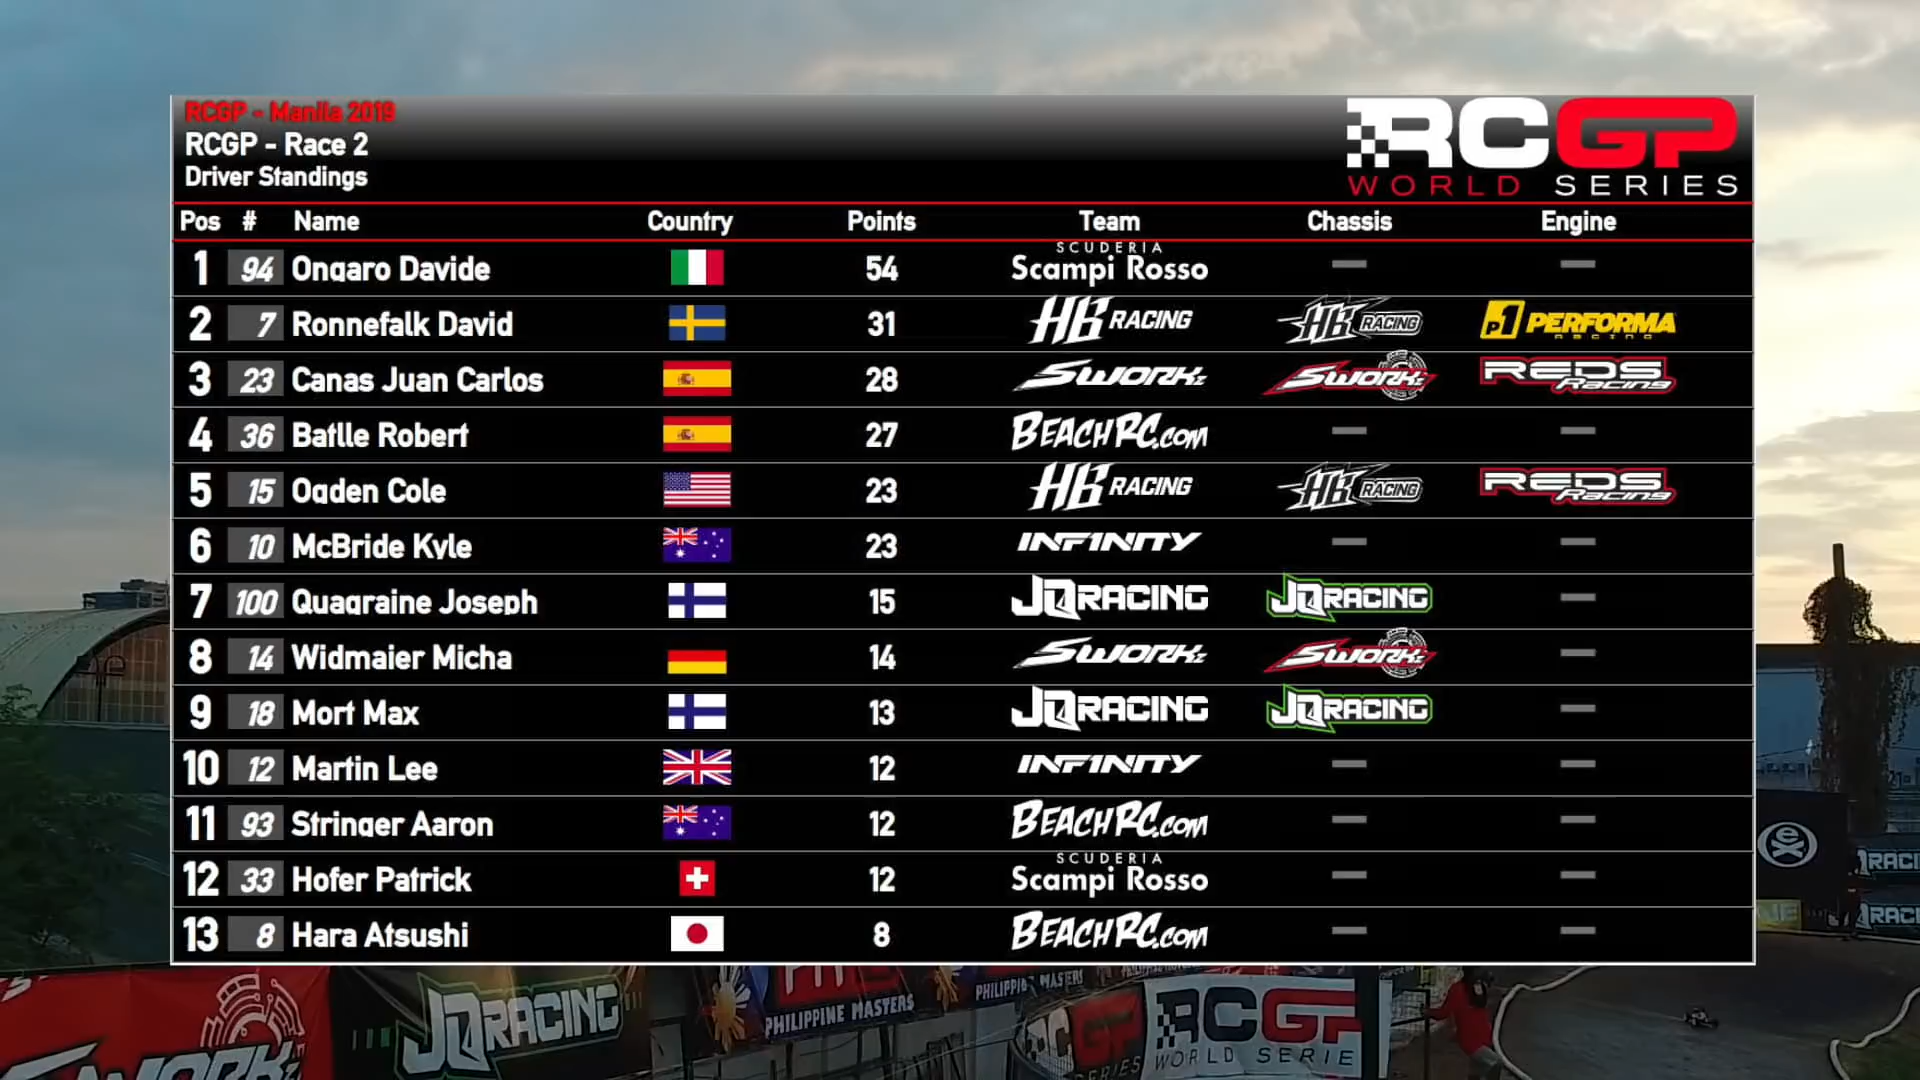 RCGP - Manila 2019
RCGP - Race 2
Driver Standings
RCGP
WORLD SERIES
Pos # Name Country Points Team Chassis Engine
1 94 Ongaro Davide 54 SCUDERIA Scampi Rosso — —
2 7 Ronnefalk David 31 HB RACING HB RACING p1 PERFORMA RACING
3 23 Canas Juan Carlos 28 SWORKz SWORKz REDS Racing
4 36 Batlle Robert 27 BEACHRC.COM — —
5 15 Ogden Cole 23 HB RACING HB RACING REDS Racing
6 10 McBride Kyle 23 INFINITY — —
7 100 Quagraine Joseph 15 JQRACING JQRACING —
8 14 Widmaier Micha 14 SWORKz SWORKz —
9 18 Mort Max 13 JQRACING JQRACING —
10 12 Martin Lee 12 INFINITY — —
11 93 Stringer Aaron 12 BEACHRC.COM — —
12 33 Hofer Patrick 12 SCUDERIA Scampi Rosso — —
13 8 Hara Atsushi 8 BEACHRC.COM — —
SWORKz
JQRACING
PHILIPPINE MASTERS
PHILIPPINE MASTERS
RCGP
SERIES
RCGP
WORLD SERIE